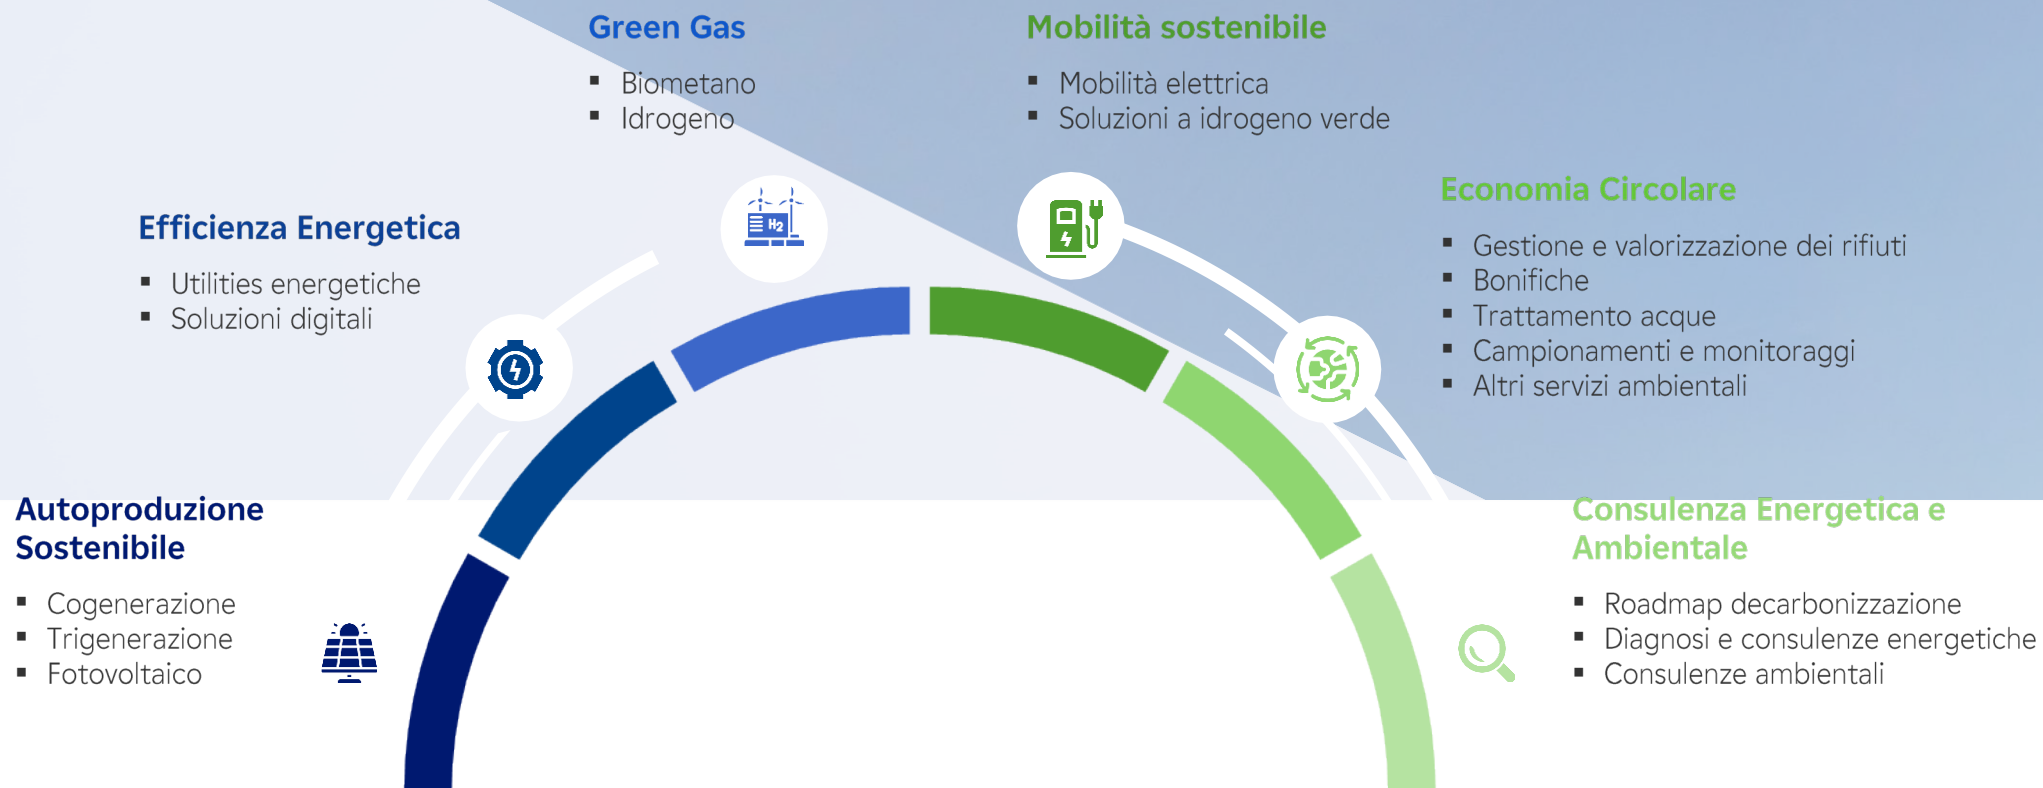 Green Gas
Biometano
Idrogeno
Mobilità sostenibile
Mobilità elettrica
Soluzioni a idrogeno verde
Efficienza Energetica
Utilities energetiche
Soluzioni digitali
H2
Economia Circolare
Gestione e valorizzazione dei rifiuti
Bonifiche
Trattamento acque
Campionamenti e monitoraggi
Altri servizi ambientali
Autoproduzione
Sostenibile
Cogenerazione
Trigenerazione
Fotovoltaico
Consulenza Energetica e
Ambientale
Roadmap decarbonizzazione
Diagnosi e consulenze energetiche
Consulenze ambientali